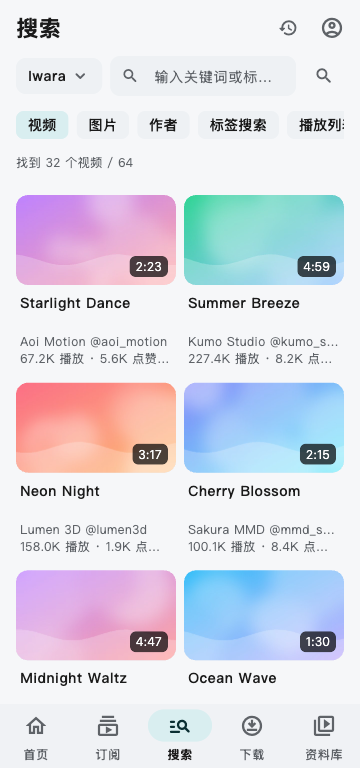 搜索
Iwara
输入关键词或标...
视频
图片
作者
标签搜索
播放列
找到 32 个视频 / 64
2:23
4:59
Starlight Dance
Summer Breeze
Aoi Motion @aoi_motion
Kumo Studio @kumo_s...
67.2K 播放 · 5.6K 点赞...
227.4K 播放 · 8.2K 点...
3:17
2:15
Neon Night
Cherry Blossom
Lumen 3D @lumen3d
Sakura MMD @mmd_s...
158.0K 播放 · 1.9K 点...
100.1K 播放 · 8.4K 点...
4:47
1:30
Midnight Waltz
Ocean Wave
首页
订阅
搜索
下载
资料库